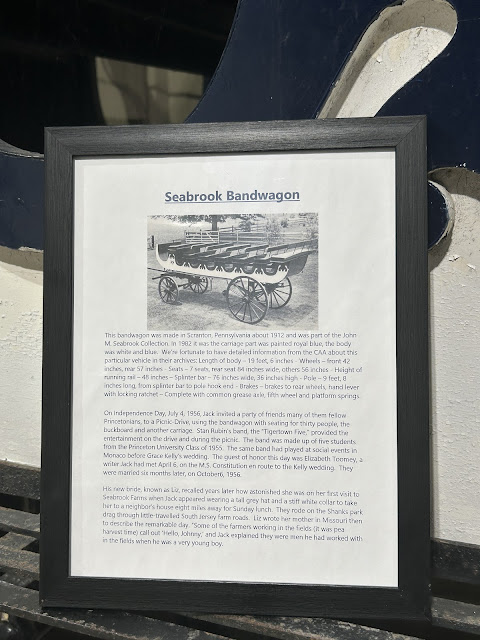 Seabrook Bandwagon
This bandwagon was made in Scranton, Pennsylvania about 1912 and was part of the John
M. Seabrook Collection. In 1982 it was the carriage part was painted royal blue, the body
was white and blue. We're fortunate to have detailed information from the CAA about this
particular vehicle in their archives: Length of body – 19 feet, 6 inches - Wheels – front 42
inches, rear 57 inches - Seats – 7 seats, rear seat 84 inches wide, others 56 inches - Height of
running rail – 48 inches – Splinter bar – 76 inches wide, 36 inches high - Pole – 9 feet, 8
inches long, from splinter bar to pole hook end - Brakes – brakes to rear wheels, hand lever
with locking ratchet – Complete with common grease axle, fifth wheel and platform springs.
On Independence Day, July 4, 1956, Jack invited a party of friends many of them fellow
Princetonians, to a Picnic-Drive, using the bandwagon with seating for thirty people, the
buckboard and another carriage. Stan Rubin's band, the "Tigertown Five," provided the
entertainment on the drive and during the picnic. The band was made up of five students
from the Princeton University Class of 1955. The same band had played at social events in
Monaco before Grace Kelly's wedding. The guest of honor this day was Elizabeth Toomey, a
writer Jack had met April 6, on the M.S. Constitution en route to the Kelly wedding. They
were married six months later, on October6, 1956.
His new bride, known as Liz, recalled years later how astonished she was on her first visit to
Seabrook Farms when Jack appeared wearing a tall grey hat and a stiff white collar to take
her to a neighbor's house eight miles away for Sunday lunch. They rode on the Shanks park
drag through little-travelled South Jersey farm roads. Liz wrote her mother in Missouri then
to describe the remarkable day. "Some of the farmers working in the fields (it was pea
harvest time) call out 'Hello, Johnny,' and Jack explained they were men he had worked with
in the fields when he was a very young boy.